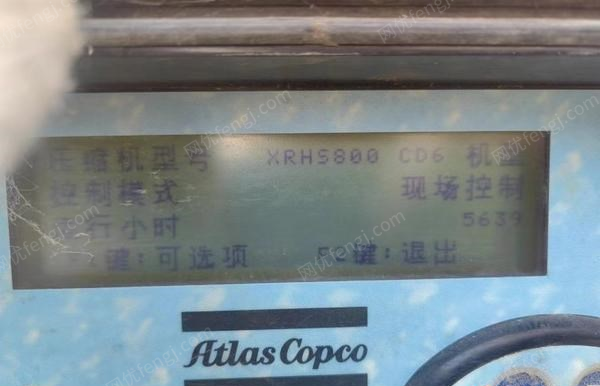 压缩机型号 XRHS800 CD6 机型
控制模式 现场控制
行小时 5639
键:可选项 F2键:退出
Atlas Copco